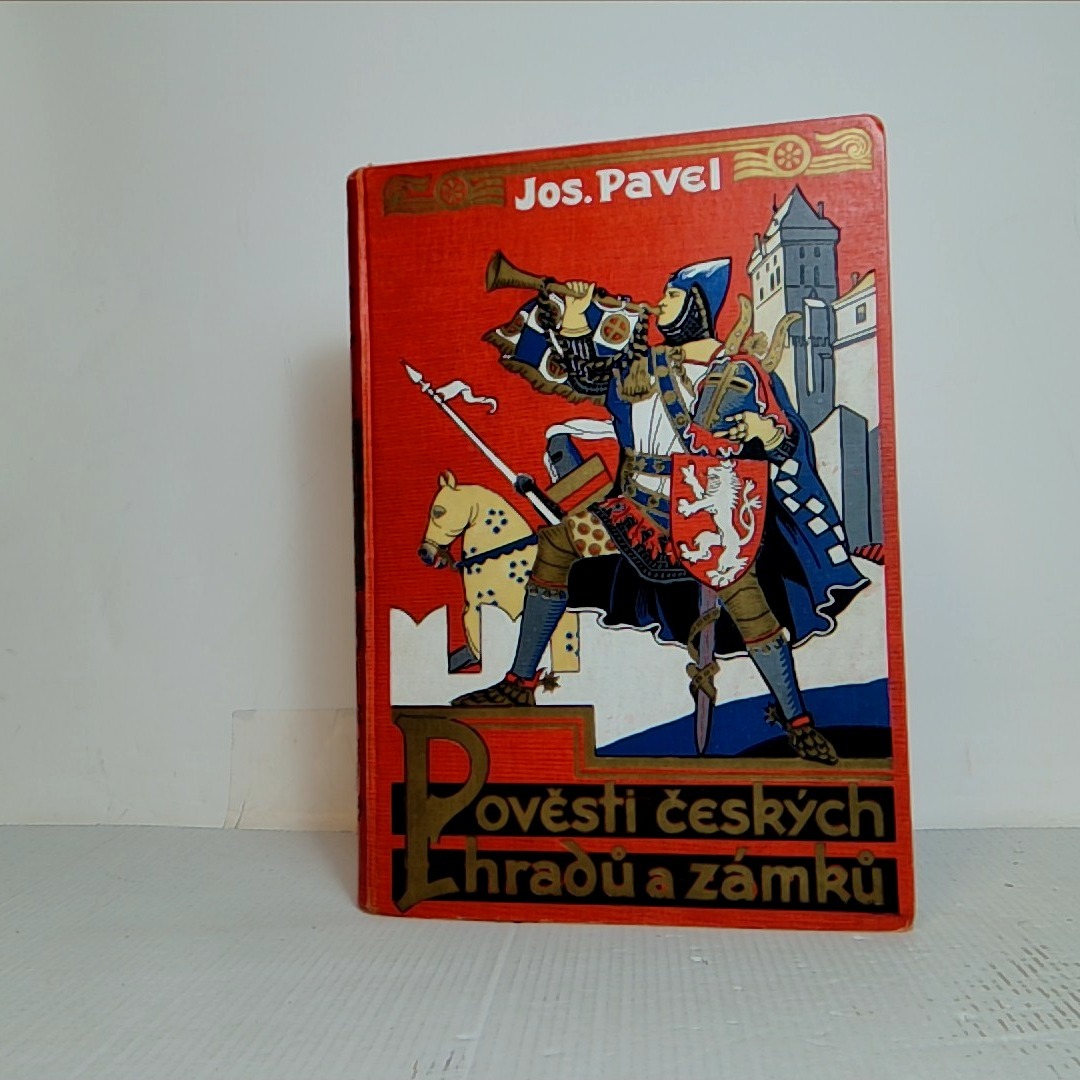 Jos. Pavel
Pověsti českých
hradů a zámků